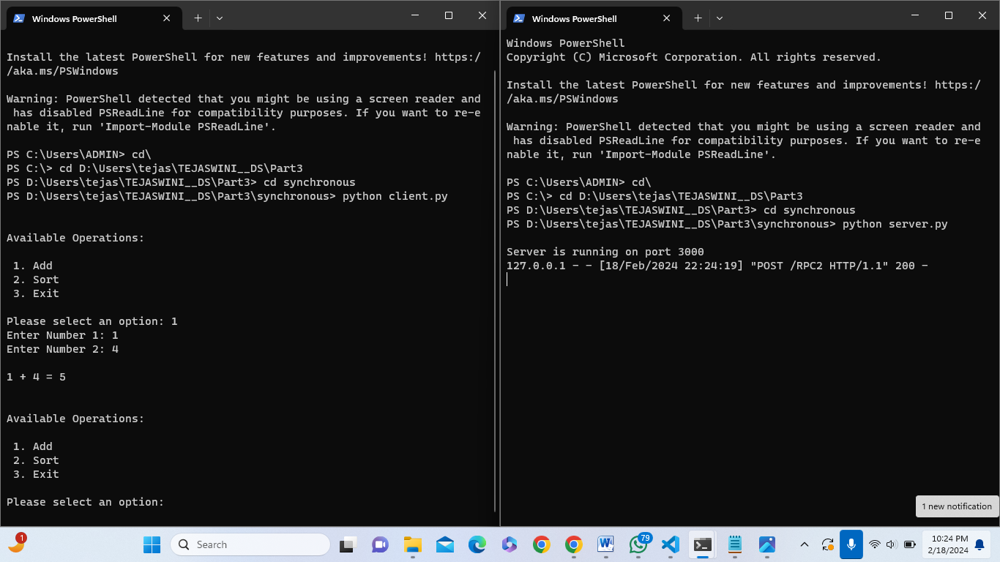 Windows PowerShell
Install the latest PowerShell for new features and improvements! https:/
/aka.ms/PSWindows
Warning: PowerShell detected that you might be using a screen reader and
has disabled PSReadLine for compatibility purposes. If you want to re-e
nable it, run 'Import-Module PSReadLine'.
PS C:\Users\ADMIN> cd\
PS C:\> cd D:\Users\tejas\TEJASWINI__DS\Part3
PS D:\Users\tejas\TEJASWINI__DS\Part3> cd synchronous
PS D:\Users\tejas\TEJASWINI__DS\Part3\synchronous> python client.py
Available Operations:
1. Add
2. Sort
3. Exit
Please select an option: 1
Enter Number 1: 1
Enter Number 2: 4
1 + 4 = 5
Available Operations:
1. Add
2. Sort
3. Exit
Please select an option:
Windows PowerShell
Windows PowerShell
Copyright (C) Microsoft Corporation. All rights reserved.
Install the latest PowerShell for new features and improvements! https:/
/aka.ms/PSWindows
Warning: PowerShell detected that you might be using a screen reader and
has disabled PSReadLine for compatibility purposes. If you want to re-e
nable it, run 'Import-Module PSReadLine'.
PS C:\Users\ADMIN> cd\
PS C:\> cd D:\Users\tejas\TEJASWINI__DS\Part3
PS D:\Users\tejas\TEJASWINI__DS\Part3> cd synchronous
PS D:\Users\tejas\TEJASWINI__DS\Part3\synchronous> python server.py
Server is running on port 3000
127.0.0.1 - - [18/Feb/2024 22:24:19] "POST /RPC2 HTTP/1.1" 200 -
1 new notification
1
Search
W
79
10:24 PM
2/18/2024